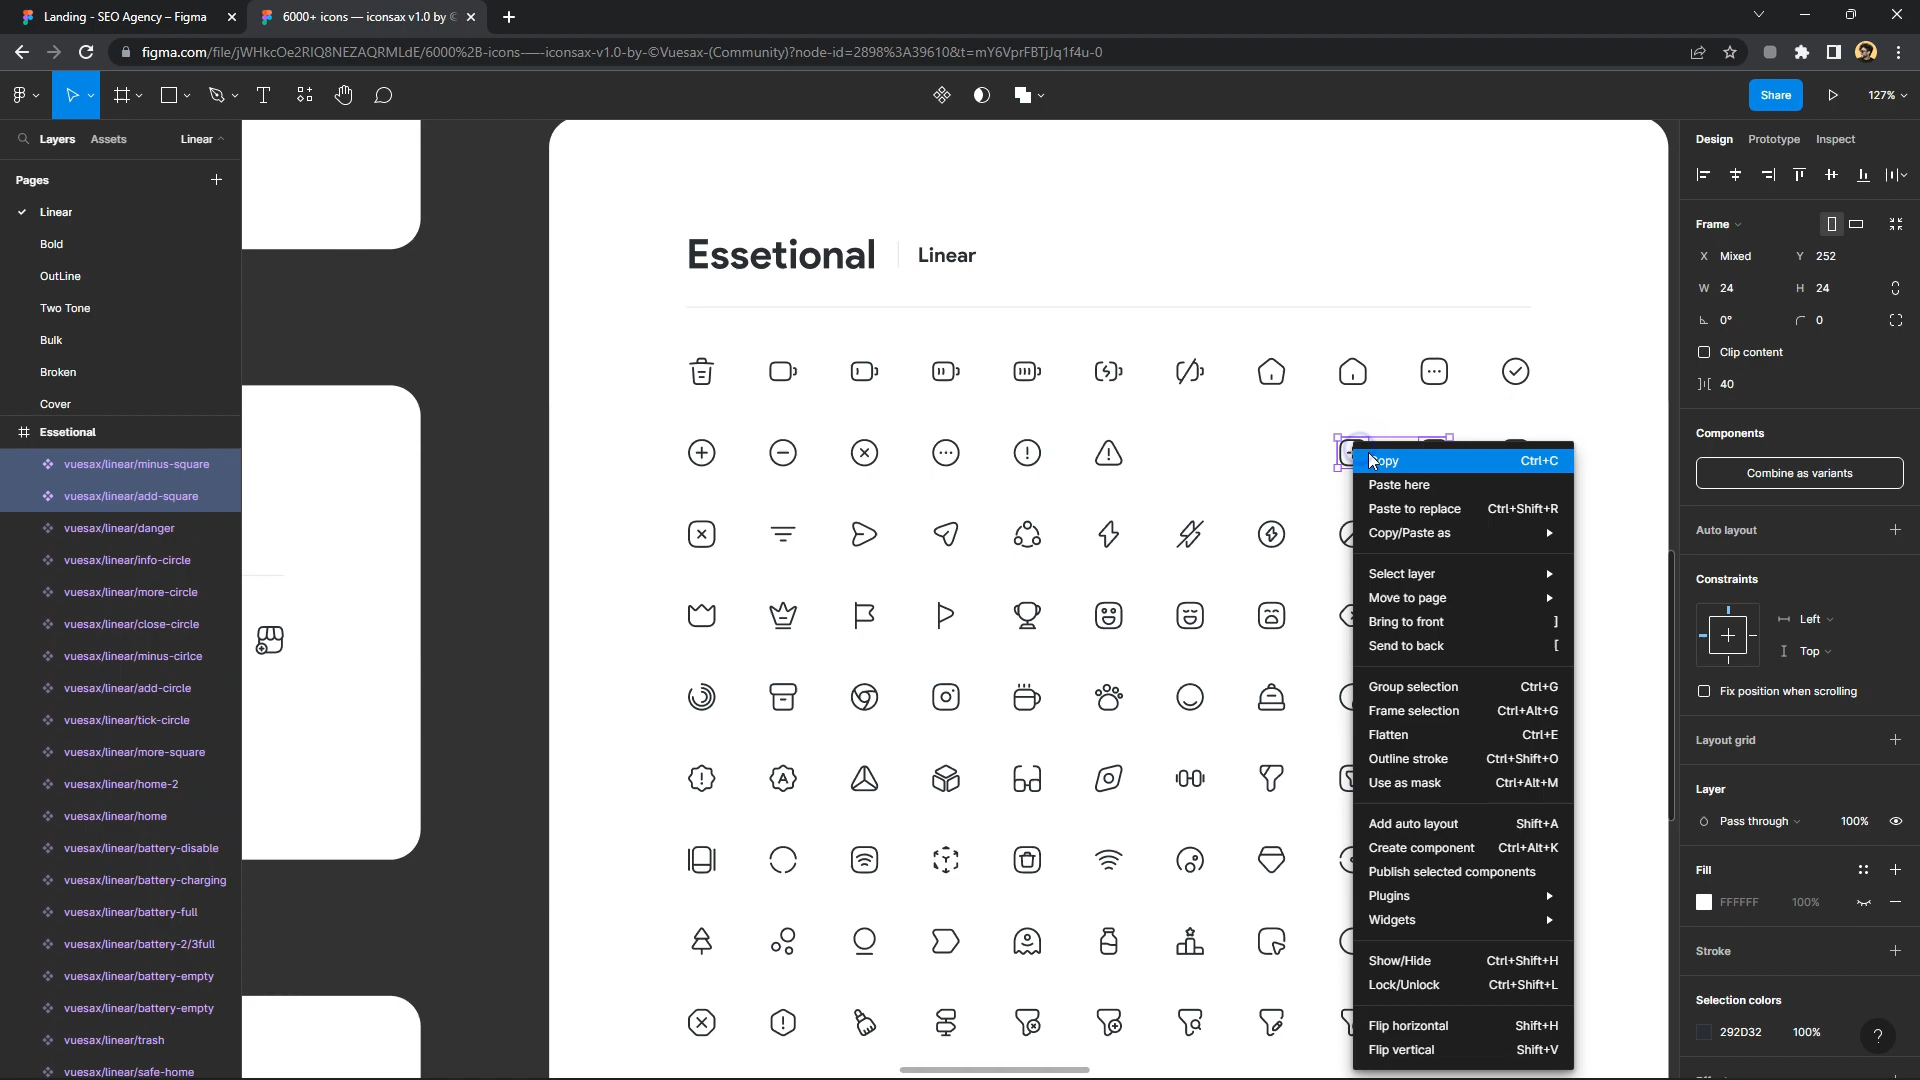 Landing - SEO Agency – Figma
6000+ icons — iconsax v1.0 by ©
figma.com/file/jWHkcOe2RIQ8NEZAQRMLdE/6000%2B-icons-—-iconsax-v1.0-by-©Vuesax-(Community)?node-id=2898%3A39610&t=mY6VprFBTjJq1f4u-0
Share
127%
Layers
Assets
Linear
Pages
Linear
Bold
OutLine
Two Tone
Bulk
Broken
Cover
Essetional
vuesax/linear/minus-square
vuesax/linear/add-square
vuesax/linear/danger
vuesax/linear/info-circle
vuesax/linear/more-circle
vuesax/linear/close-circle
vuesax/linear/minus-cirlce
vuesax/linear/add-circle
vuesax/linear/tick-circle
vuesax/linear/more-square
vuesax/linear/home-2
vuesax/linear/home
vuesax/linear/battery-disable
vuesax/linear/battery-charging
vuesax/linear/battery-full
vuesax/linear/battery-2/3full
vuesax/linear/battery-empty
vuesax/linear/battery-empty
vuesax/linear/trash
vuesax/linear/safe-home
Essetional
Linear
Copy Ctrl+C
Paste here
Paste to replace Ctrl+Shift+R
Copy/Paste as
Select layer
Move to page
Bring to front ]
Send to back [
Group selection Ctrl+G
Frame selection Ctrl+Alt+G
Flatten Ctrl+E
Outline stroke Ctrl+Shift+O
Use as mask Ctrl+Alt+M
Add auto layout Shift+A
Create component Ctrl+Alt+K
Publish selected components
Plugins
Widgets
Show/Hide Ctrl+Shift+H
Lock/Unlock Ctrl+Shift+L
Flip horizontal Shift+H
Flip vertical Shift+V
Design
Prototype
Inspect
Frame
X Mixed Y 252
W 24 H 24
0° 0
Clip content
40
Components
Combine as variants
Auto layout
Constraints
Left
Top
Fix position when scrolling
Layout grid
Layer
Pass through 100%
Fill
FFFFFF 100%
Stroke
Selection colors
292D32 100%
?